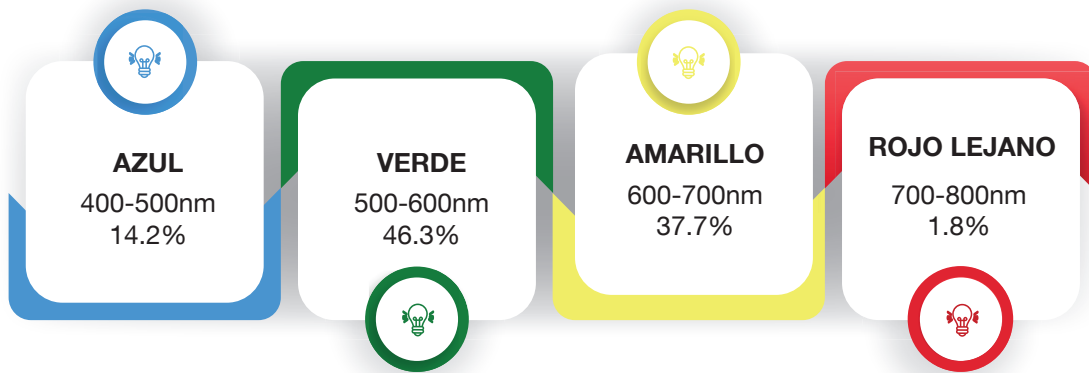 AZUL
400-500nm
14.2%
VERDE
500-600nm
46.3%
AMARILLO
600-700nm
37.7%
ROJO LEJANO
700-800nm
1.8%